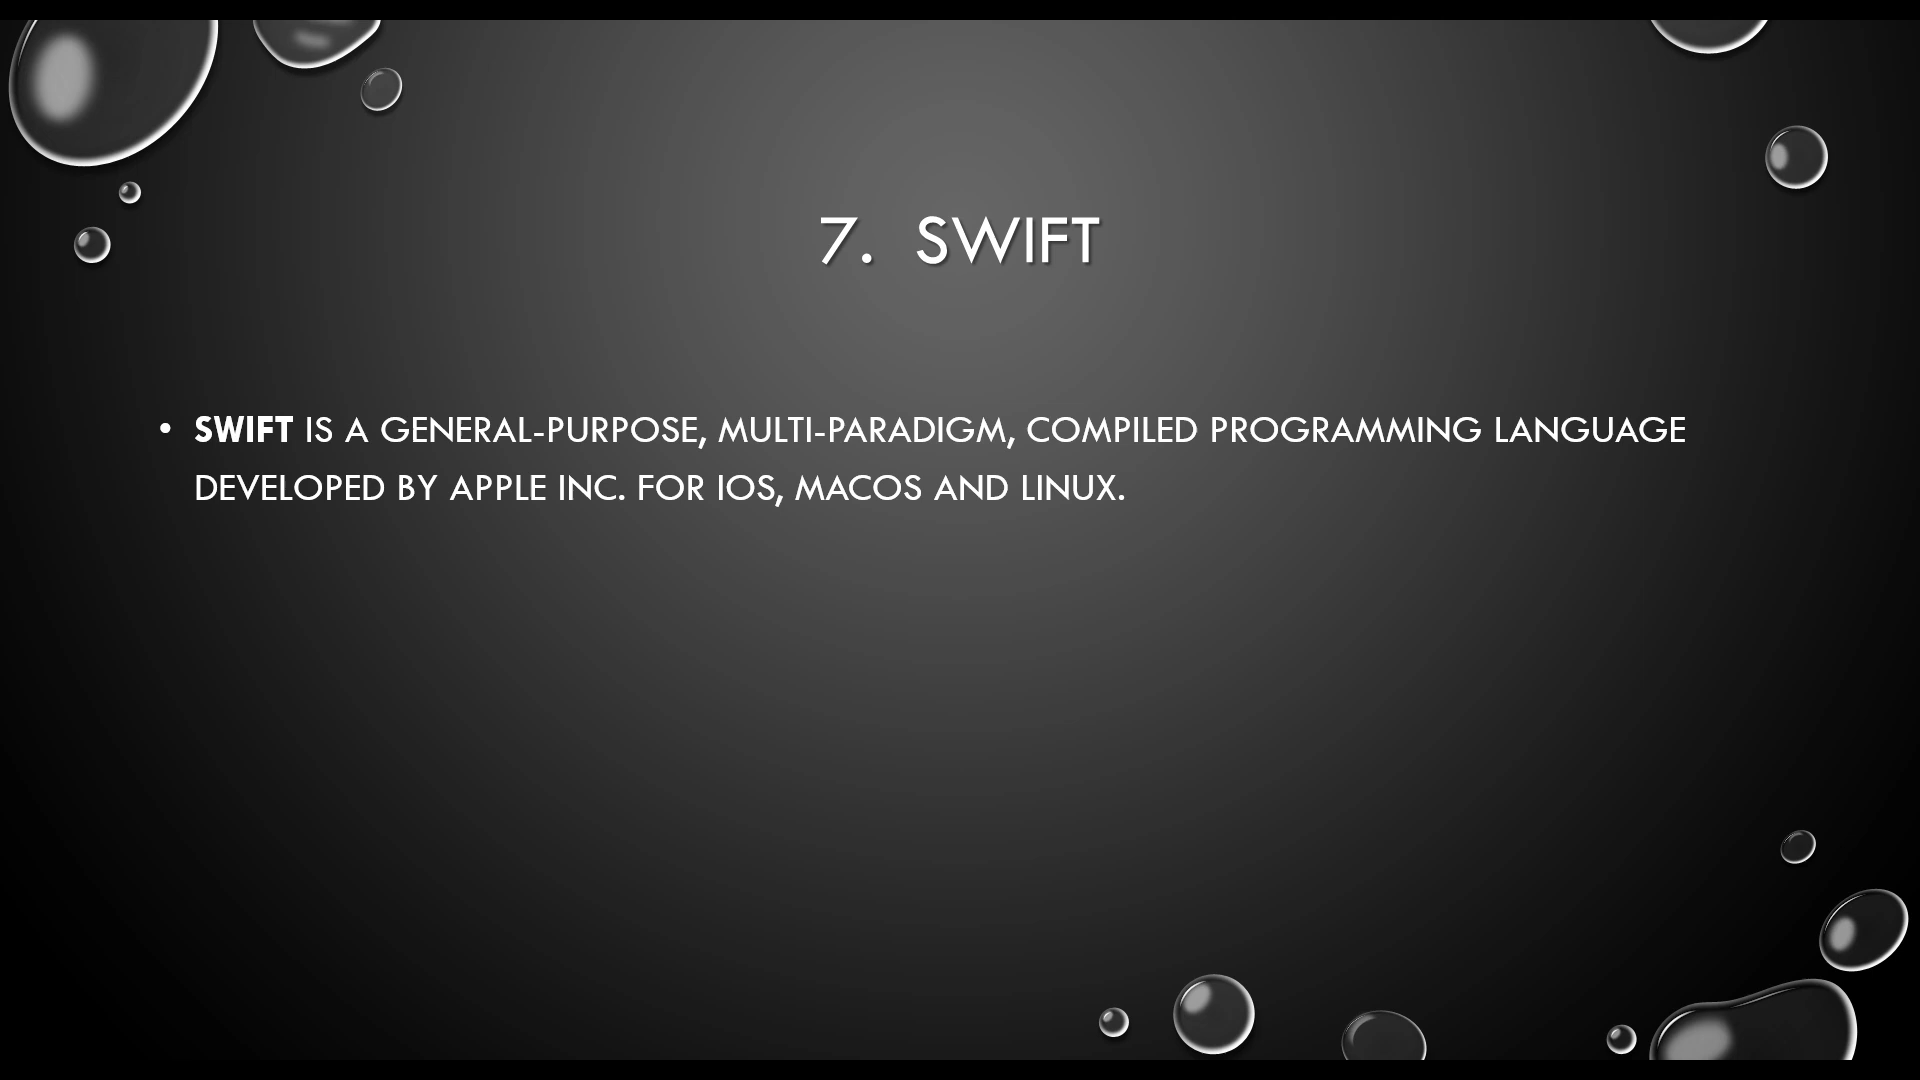 7. SWIFT
• SWIFT IS A GENERAL-PURPOSE, MULTI-PARADIGM, COMPILED PROGRAMMING LANGUAGE
DEVELOPED BY APPLE INC. FOR IOS, MACOS AND LINUX.